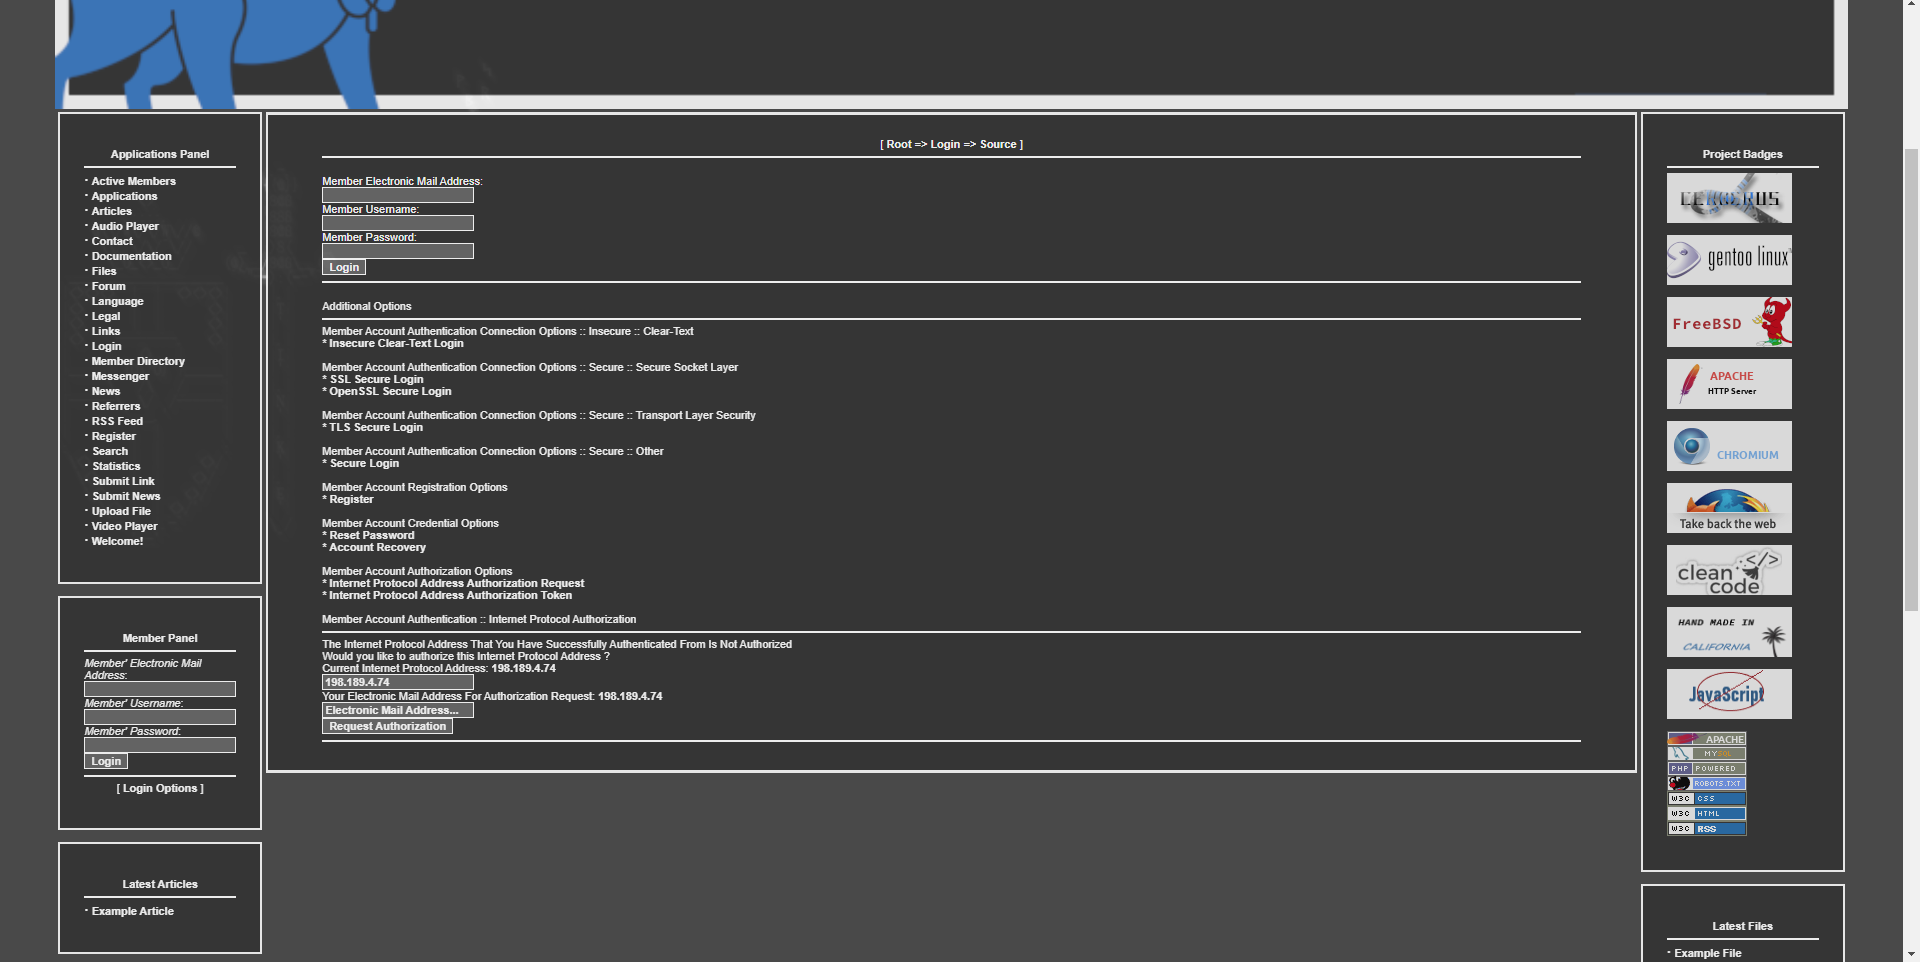 Applications Panel
· Active Members
· Applications
· Articles
· Audio Player
· Contact
· Documentation
· Files
· Forum
· Language
· Legal
· Links
· Login
· Member Directory
· Messenger
· News
· Referrers
· RSS Feed
· Register
· Search
· Statistics
· Submit Link
· Submit News
· Upload File
· Video Player
· Welcome!
Member Panel
Member' Electronic Mail
Address:
Member' Username:
Member' Password:
Login
[ Login Options ]
Latest Articles
· Example Article
[ Root => Login => Source ]
Member Electronic Mail Address:
Member Username:
Member Password:
Login
Additional Options
Member Account Authentication Connection Options :: Insecure :: Clear-Text
* Insecure Clear-Text Login
Member Account Authentication Connection Options :: Secure :: Secure Socket Layer
* SSL Secure Login
* OpenSSL Secure Login
Member Account Authentication Connection Options :: Secure :: Transport Layer Security
* TLS Secure Login
Member Account Authentication Connection Options :: Secure :: Other
* Secure Login
Member Account Registration Options
* Register
Member Account Credential Options
* Reset Password
* Account Recovery
Member Account Authorization Options
* Internet Protocol Address Authorization Request
* Internet Protocol Address Authorization Token
Member Account Authentication :: Internet Protocol Authorization
The Internet Protocol Address That You Have Successfully Authenticated From Is Not Authorized
Would you like to authorize this Internet Protocol Address ?
Current Internet Protocol Address: 198.189.4.74
198.189.4.74
Your Electronic Mail Address For Authorization Request: 198.189.4.74
Electronic Mail Address...
Request Authorization
Project Badges
CERBERUS
gentoo linux
FreeBSD
APACHE
HTTP Server
CHROMIUM
Take back the web
</>
clean
code
HAND MADE IN
CALIFORNIA
JavaScript
APACHE
MYSQL
PHP POWERED
ROBOTS.TXT
W3C CSS
W3C HTML
W3C RSS
Latest Files
· Example File